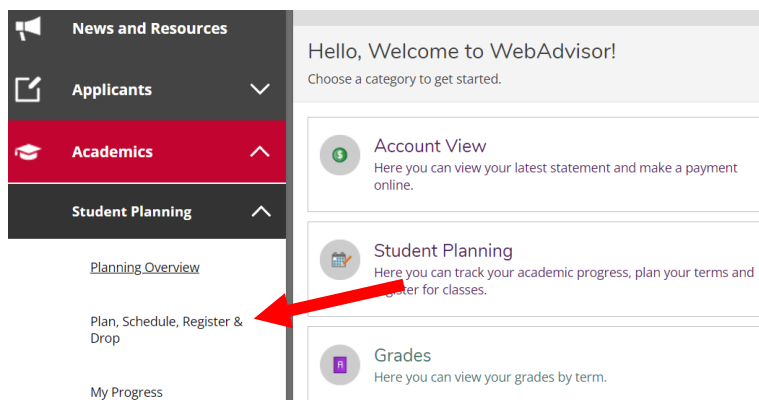 News and Resources
Applicants
Academics
Student Planning
Planning Overview
Plan, Schedule, Register &
Drop
My Progress
Hello, Welcome to WebAdvisor!
Choose a category to get started.
Account View
Here you can view your latest statement and make a payment
online.
Student Planning
Here you can track your academic progress, plan your terms and
register for classes.
Grades
Here you can view your grades by term.